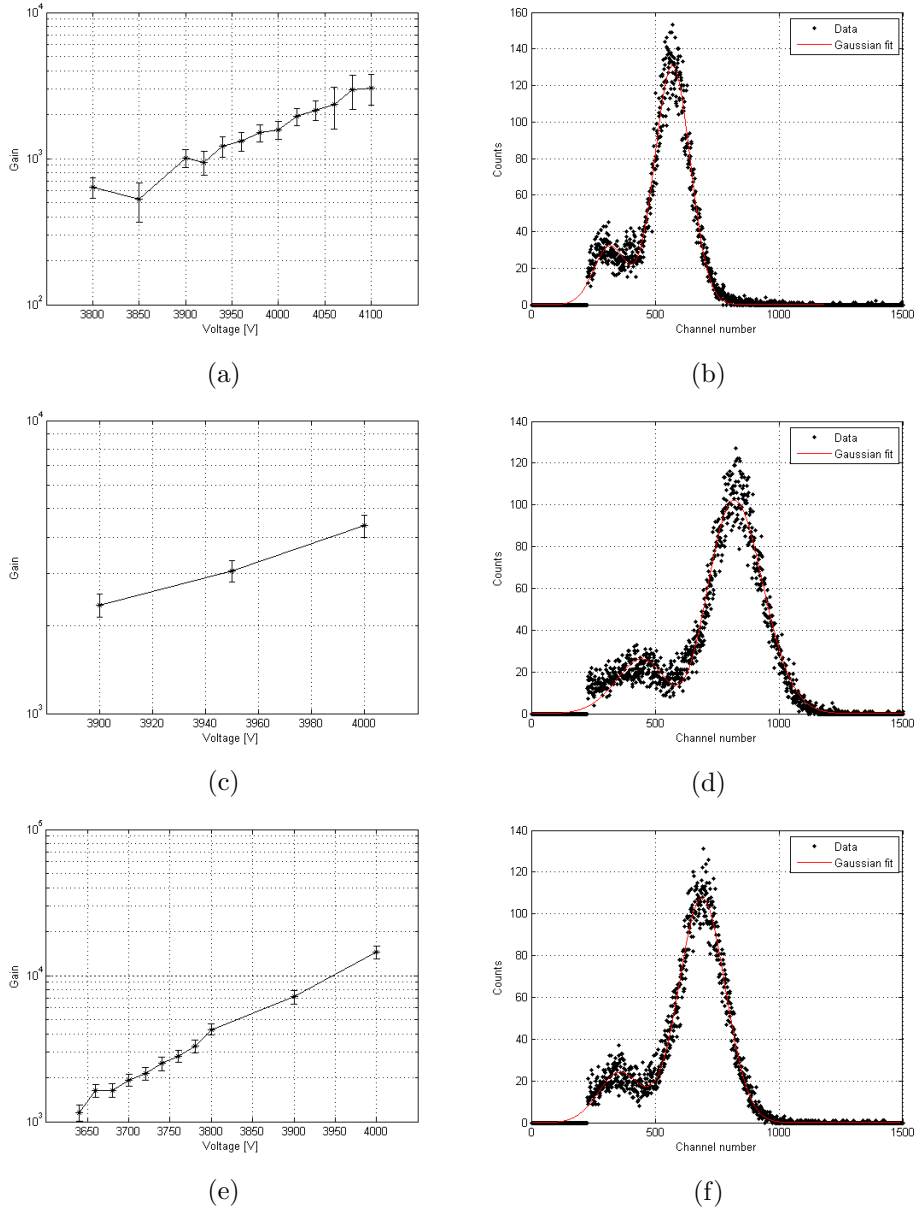 10^4
10^3
10^2
Gain
3800 3850 3900 3950 4000 4050 4100
Voltage [V]
(a)
160
140
120
100
80
60
40
20
0
Counts
Data
Gaussian fit
0 500 1000 1500
Channel number
(b)
10^4
10^3
Gain
3900 3920 3940 3960 3980 4000
Voltage [V]
(c)
140
120
100
80
60
40
20
0
Counts
Data
Gaussian fit
0 500 1000 1500
Channel number
(d)
10^5
10^4
10^3
Gain
3650 3700 3750 3800 3850 3900 3950 4000
Voltage [V]
(e)
140
120
100
80
60
40
20
0
Counts
Data
Gaussian fit
0 500 1000 1500
Channel number
(f)